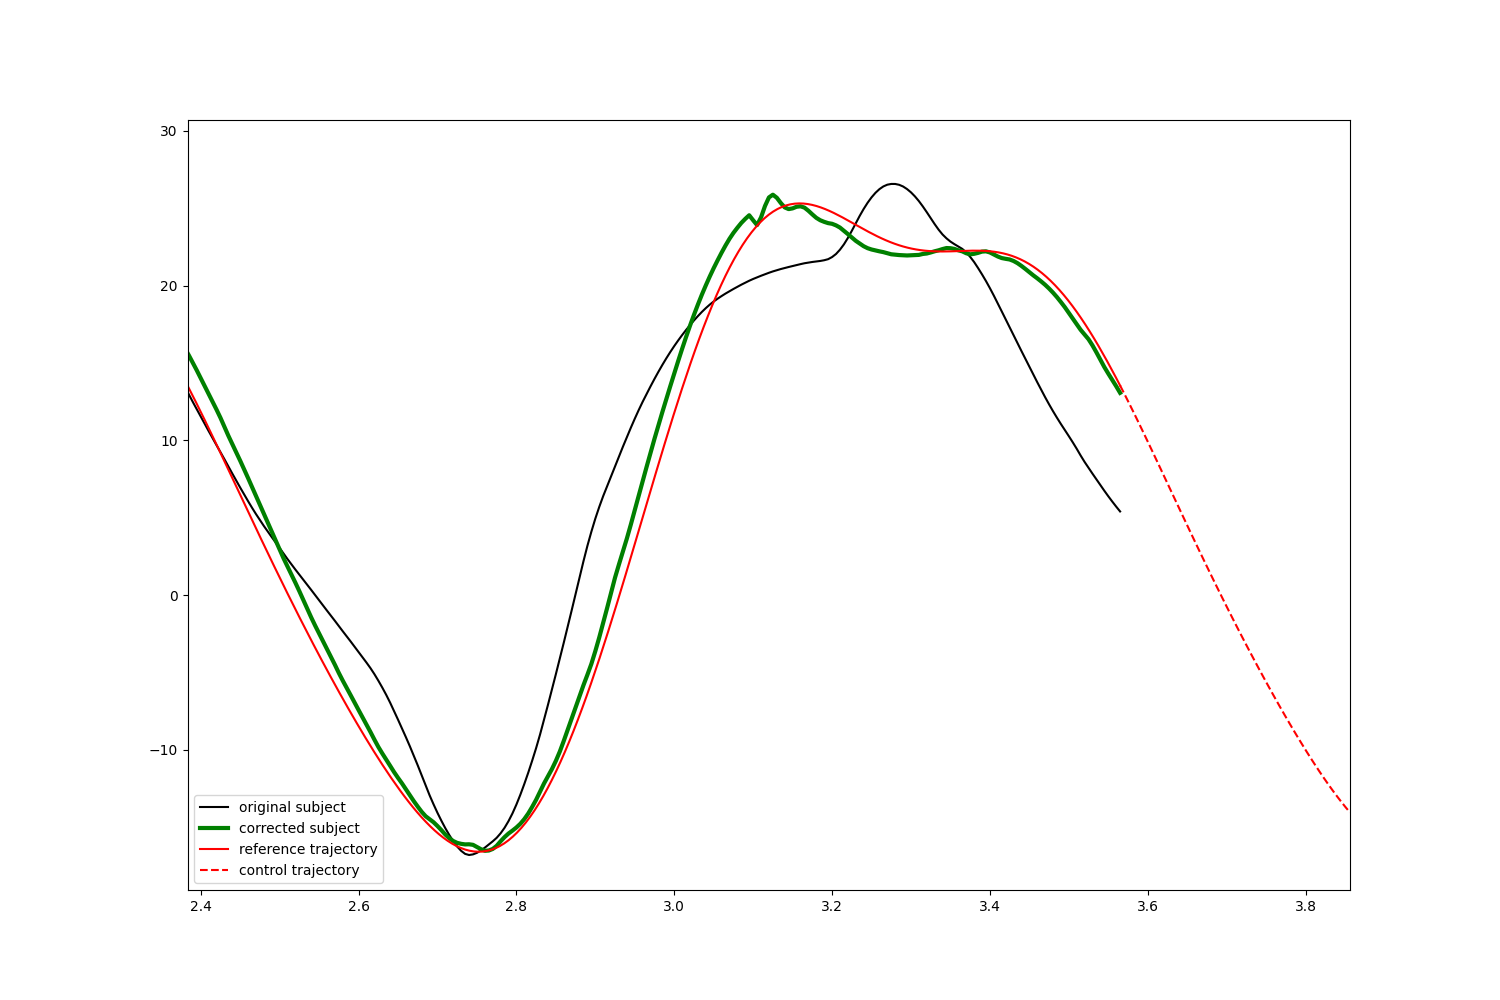 30
20
10
0
−10
original subject
corrected subject
reference trajectory
control trajectory
2.4 2.6 2.8 3.0 3.2 3.4 3.6 3.8